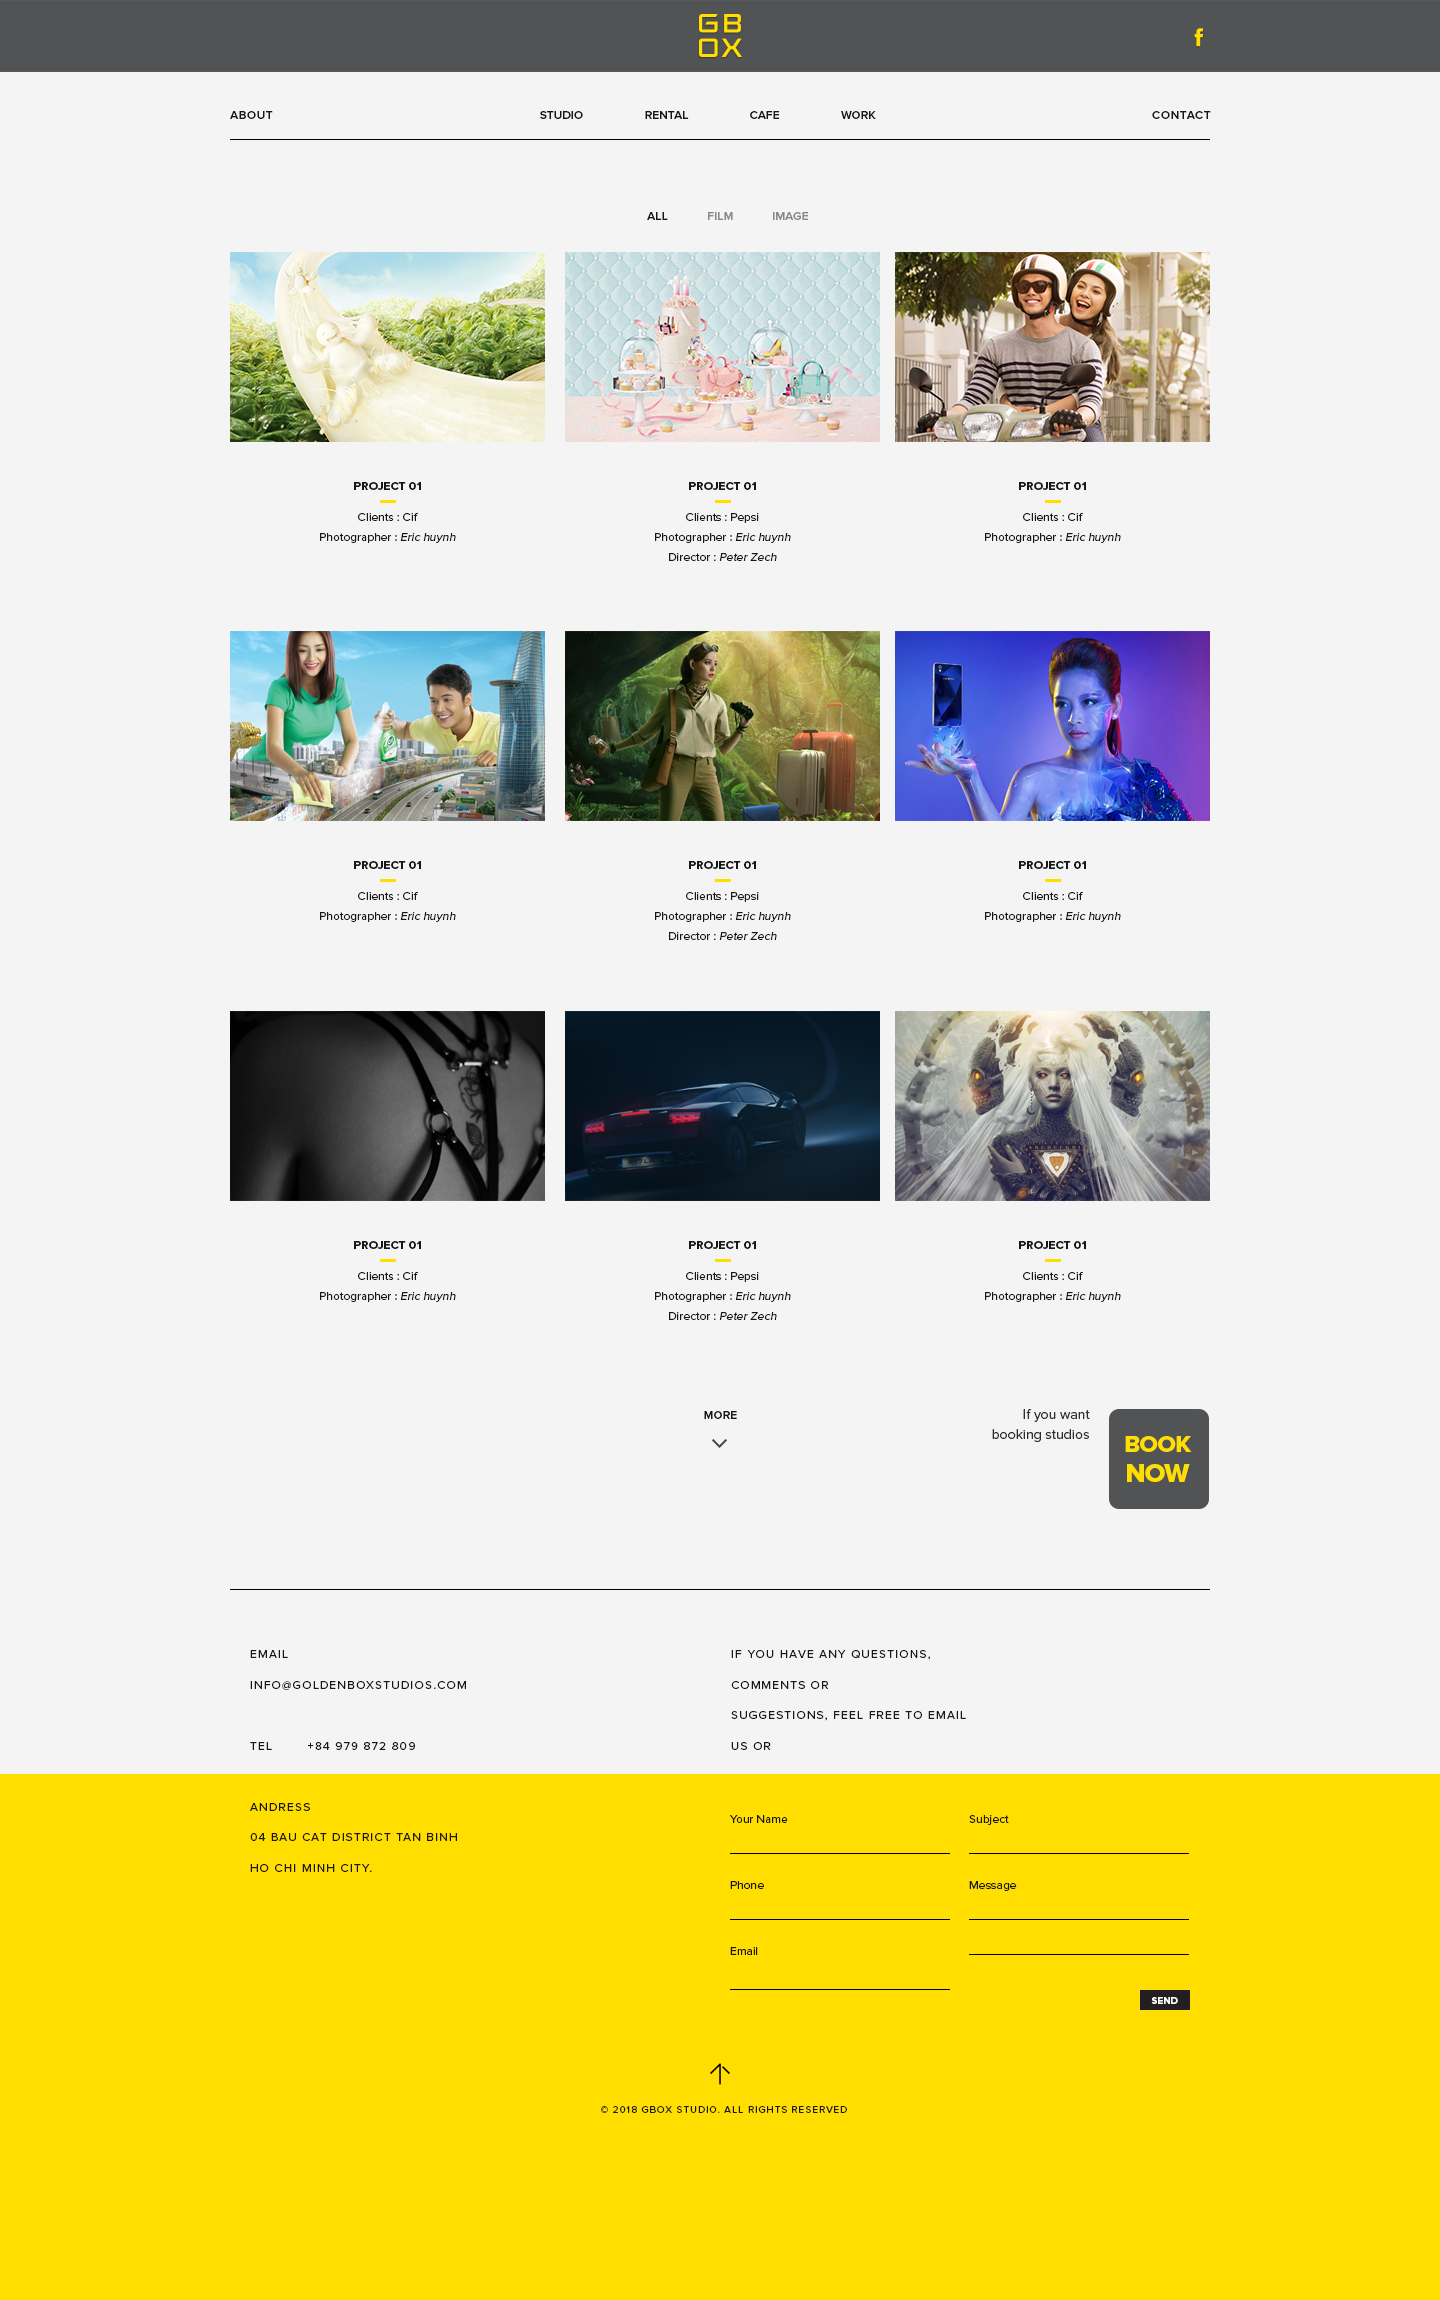 GB
OX
f
ABOUT STUDIO RENTAL CAFE WORK CONTACT
ALL FILM IMAGE
PROJECT 01
Clients : Cif
Photographer : Eric huynh
PROJECT 01
Clients : Pepsi
Photographer : Eric huynh
Director : Peter Zech
PROJECT 01
Clients : Cif
Photographer : Eric huynh
PROJECT 01
Clients : Cif
Photographer : Eric huynh
PROJECT 01
Clients : Pepsi
Photographer : Eric huynh
Director : Peter Zech
PROJECT 01
Clients : Cif
Photographer : Eric huynh
PROJECT 01
Clients : Cif
Photographer : Eric huynh
PROJECT 01
Clients : Pepsi
Photographer : Eric huynh
Director : Peter Zech
PROJECT 01
Clients : Cif
Photographer : Eric huynh
MORE
If you want
booking studios
BOOK
NOW
EMAIL
INFO@GOLDENBOXSTUDIOS.COM
TEL +84 979 872 809
ANDRESS
04 BAU CAT DISTRICT TAN BINH
HO CHI MINH CITY.
IF YOU HAVE ANY QUESTIONS,
COMMENTS OR
SUGGESTIONS, FEEL FREE TO EMAIL
US OR
Your Name
Subject
Phone
Message
Email
SEND
© 2018 GBOX STUDIO. ALL RIGHTS RESERVED